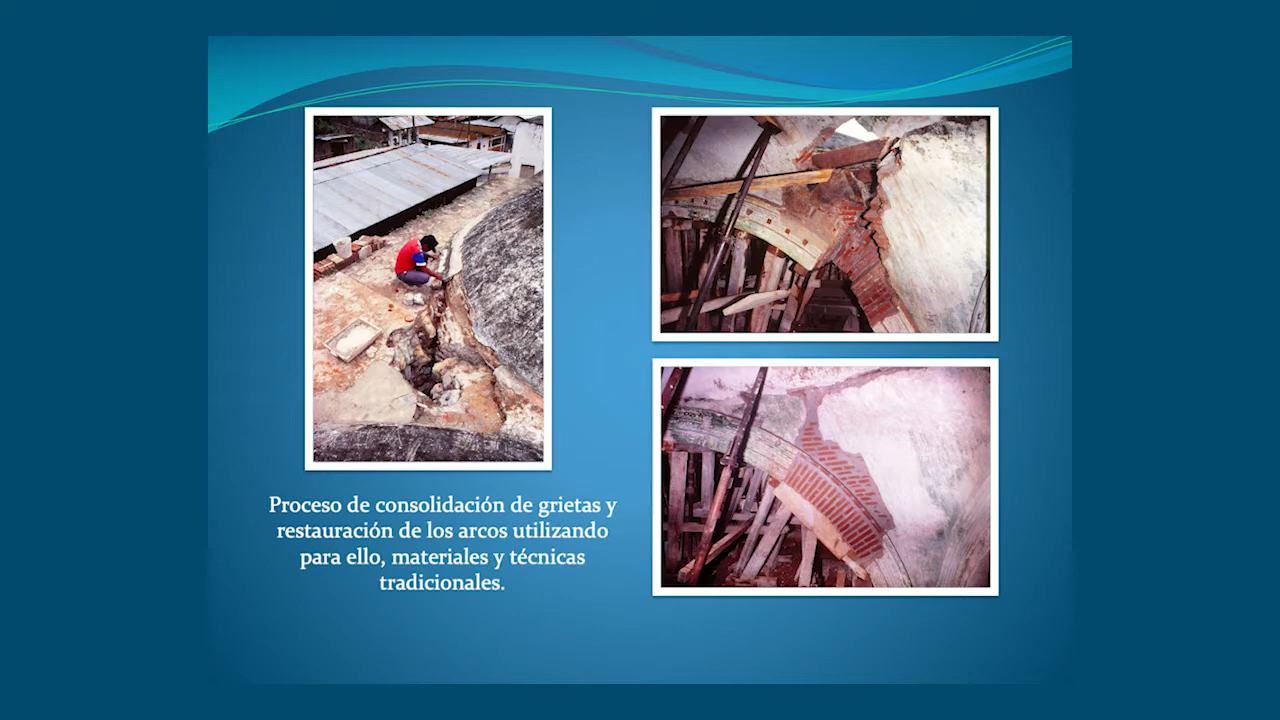 Proceso de consolidación de grietas y
restauración de los arcos utilizando
para ello, materiales y técnicas
tradicionales.